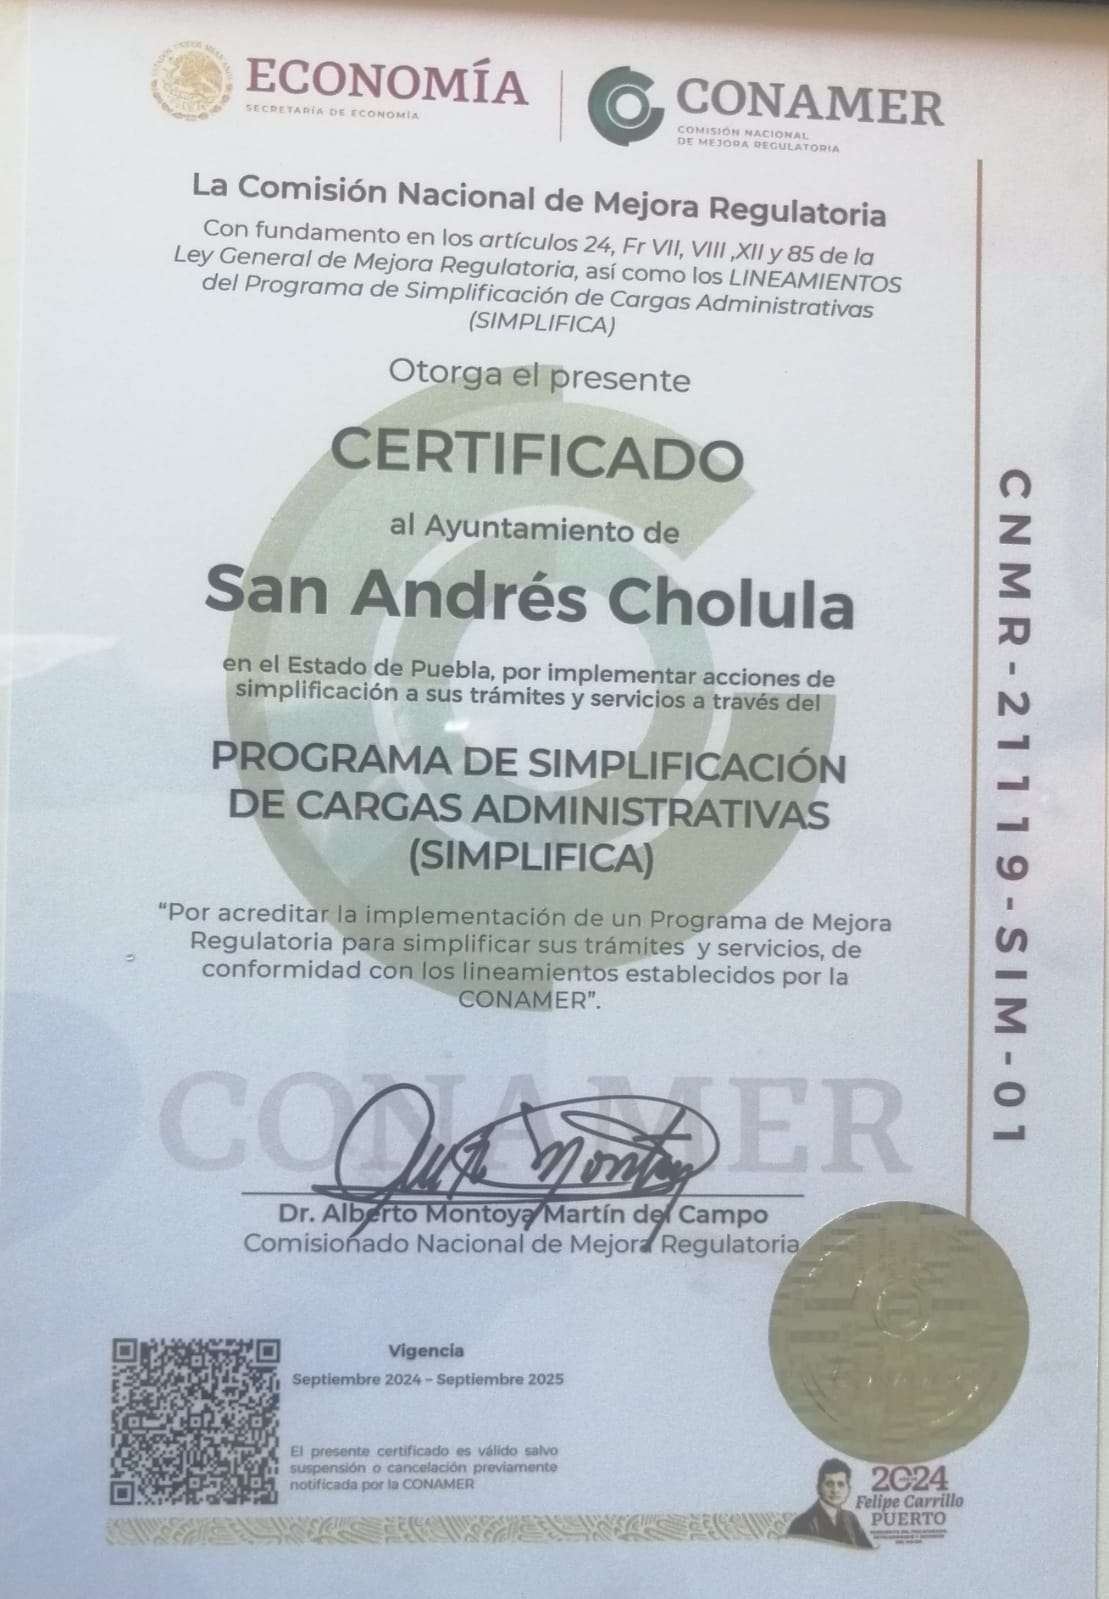 ECONOMÍA
SECRETARÍA DE ECONOMÍA
CONAMER
COMISIÓN NACIONAL
DE MEJORA REGULATORIA
La Comisión Nacional de Mejora Regulatoria
Con fundamento en los artículos 24, Fr VII, VIII ,XII y 85 de la
Ley General de Mejora Regulatoria, así como los LINEAMIENTOS
del Programa de Simplificación de Cargas Administrativas
(SIMPLIFICA)
Otorga el presente
CERTIFICADO
al Ayuntamiento de
San Andrés Cholula
en el Estado de Puebla, por implementar acciones de
simplificación a sus trámites y servicios a través del
PROGRAMA DE SIMPLIFICACIÓN
DE CARGAS ADMINISTRATIVAS
(SIMPLIFICA)
“Por acreditar la implementación de un Programa de Mejora
Regulatoria para simplificar sus trámites y servicios, de
conformidad con los lineamientos establecidos por la
CONAMER”.
CONAMER
Dr. Alberto Montoya Martín del Campo
Comisionado Nacional de Mejora Regulatoria
CNMR-21119-SIM-01
Vigencia
Septiembre 2024 – Septiembre 2025
El presente certificado es válido salvo
suspensión o cancelación previamente
notificada por la CONAMER
2024
Felipe Carrillo
PUERTO